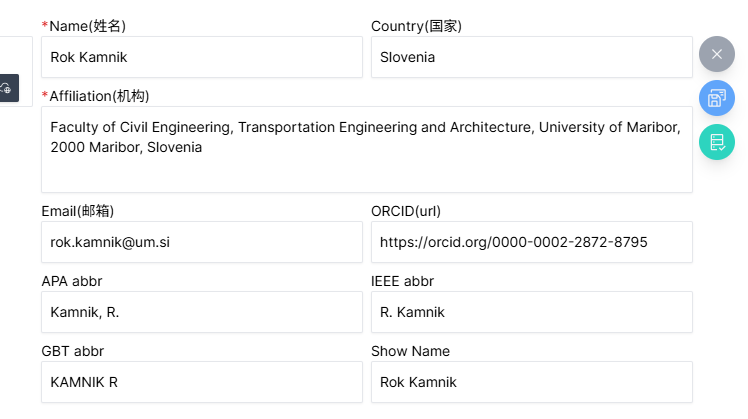 *Name(姓名)
Country(国家)
Rok Kamnik
Slovenia
*Affiliation(机构)
Faculty of Civil Engineering, Transportation Engineering and Architecture, University of Maribor,
2000 Maribor, Slovenia
Email(邮箱)
ORCID(url)
rok.kamnik@um.si
https://orcid.org/0000-0002-2872-8795
APA abbr
IEEE abbr
Kamnik, R.
R. Kamnik
GBT abbr
Show Name
KAMNIK R
Rok Kamnik